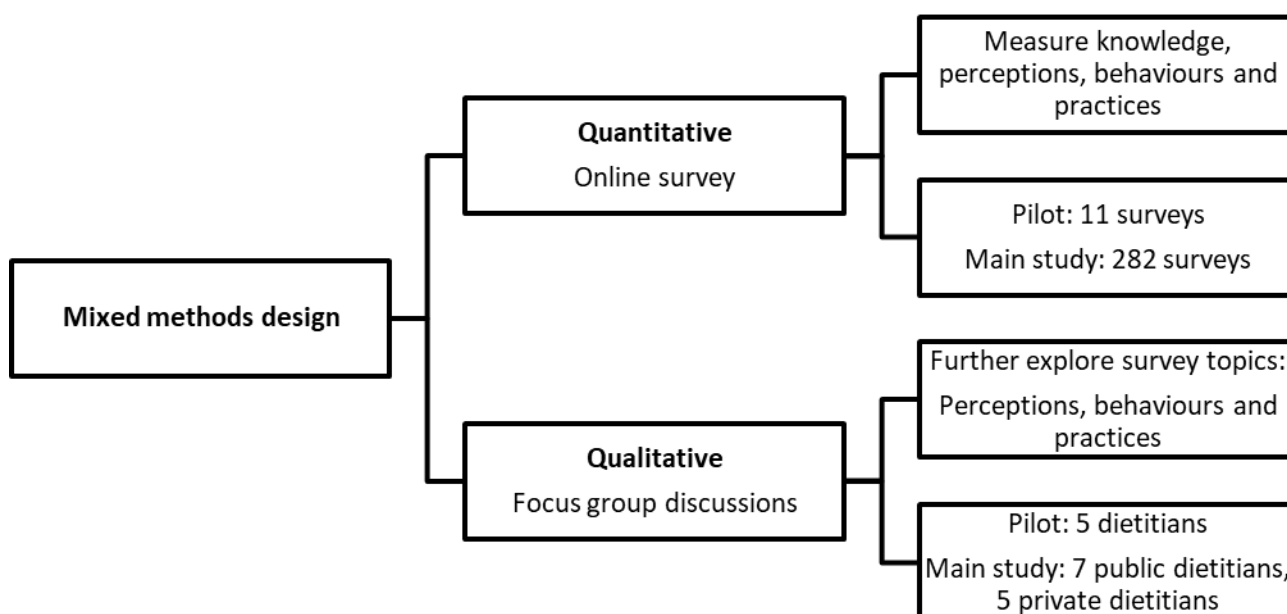 Mixed methods design
Quantitative
Online survey
Measure knowledge,
perceptions, behaviours and
practices
Pilot: 11 surveys
Main study: 282 surveys
Qualitative
Focus group discussions
Further explore survey topics:
Perceptions, behaviours and
practices
Pilot: 5 dietitians
Main study: 7 public dietitians,
5 private dietitians